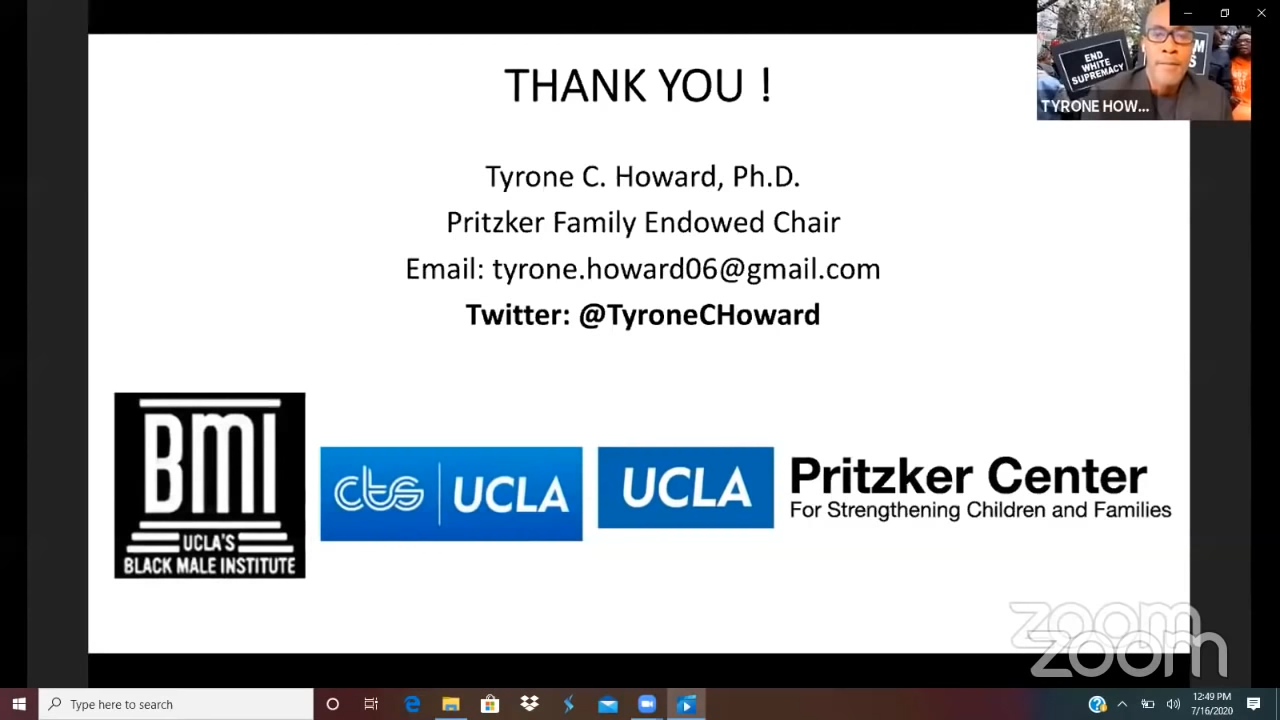 THANK YOU !
Tyrone C. Howard, Ph.D.
Pritzker Family Endowed Chair
Email: tyrone.howard06@gmail.com
Twitter: @TyroneCHoward
END
WHITE
SUPREMACY
TYRONE HOW...
BMI
UCLA'S
BLACK MALE INSTITUTE
cts UCLA
UCLA
Pritzker Center
For Strengthening Children and Families
zoom
zoom
Type here to search
12:49 PM
7/16/2020